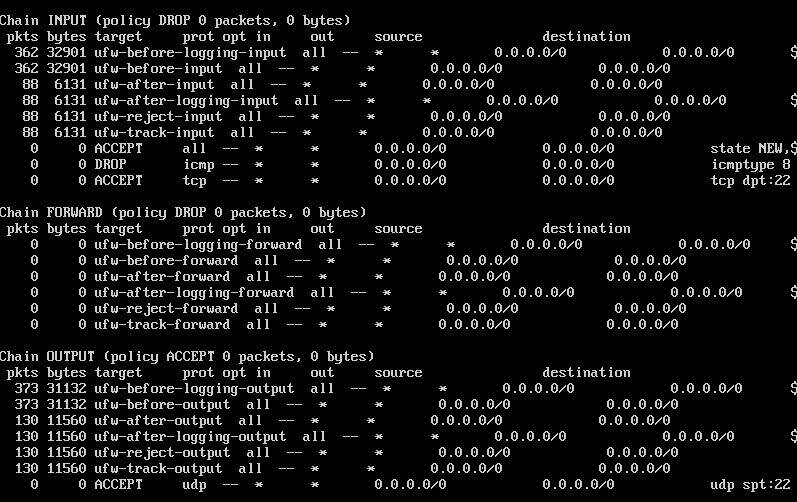 Chain INPUT (policy DROP 0 packets, 0 bytes)
pkts bytes target prot opt in out source destination
362 32901 ufw-before-logging-input all -- * * 0.0.0.0/0 0.0.0.0/0 $
362 32901 ufw-before-input all -- * * 0.0.0.0/0 0.0.0.0/0
88 6131 ufw-after-input all -- * * 0.0.0.0/0 0.0.0.0/0
88 6131 ufw-after-logging-input all -- * * 0.0.0.0/0 0.0.0.0/0 $
88 6131 ufw-reject-input all -- * * 0.0.0.0/0 0.0.0.0/0
88 6131 ufw-track-input all -- * * 0.0.0.0/0 0.0.0.0/0
0 0 ACCEPT all -- * * 0.0.0.0/0 0.0.0.0/0 state NEW,$
0 0 DROP icmp -- * * 0.0.0.0/0 0.0.0.0/0 icmptype 8
0 0 ACCEPT tcp -- * * 0.0.0.0/0 0.0.0.0/0 tcp dpt:22
Chain FORWARD (policy DROP 0 packets, 0 bytes)
pkts bytes target prot opt in out source destination
0 0 ufw-before-logging-forward all -- * * 0.0.0.0/0 0.0.0.0/0 $
0 0 ufw-before-forward all -- * * 0.0.0.0/0 0.0.0.0/0
0 0 ufw-after-forward all -- * * 0.0.0.0/0 0.0.0.0/0
0 0 ufw-after-logging-forward all -- * * 0.0.0.0/0 0.0.0.0/0 $
0 0 ufw-reject-forward all -- * * 0.0.0.0/0 0.0.0.0/0
0 0 ufw-track-forward all -- * * 0.0.0.0/0 0.0.0.0/0
Chain OUTPUT (policy ACCEPT 0 packets, 0 bytes)
pkts bytes target prot opt in out source destination
373 31132 ufw-before-logging-output all -- * * 0.0.0.0/0 0.0.0.0/0 $
373 31132 ufw-before-output all -- * * 0.0.0.0/0 0.0.0.0/0
130 11560 ufw-after-output all -- * * 0.0.0.0/0 0.0.0.0/0
130 11560 ufw-after-logging-output all -- * * 0.0.0.0/0 0.0.0.0/0 $
130 11560 ufw-reject-output all -- * * 0.0.0.0/0 0.0.0.0/0
130 11560 ufw-track-output all -- * * 0.0.0.0/0 0.0.0.0/0
0 0 ACCEPT udp -- * * 0.0.0.0/0 0.0.0.0/0 udp spt:22